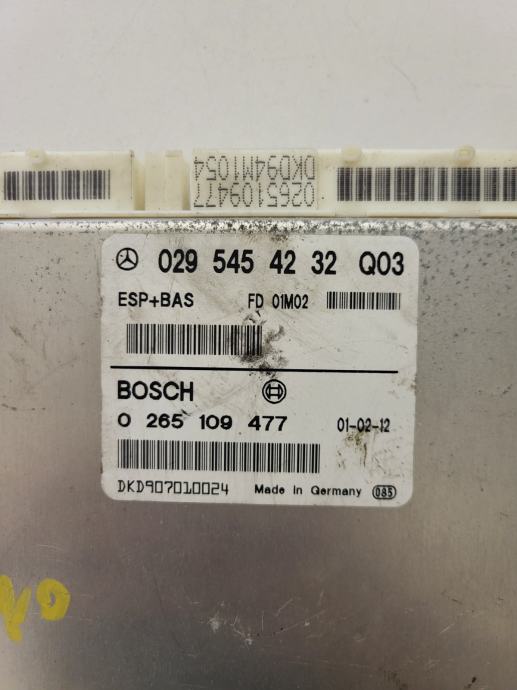 0265109477
DKD94M1054
029 545 42 32 Q03
ESP+BAS FD 01M02
BOSCH
0 265 109 477 01-02-12
DKD907010024 Made in Germany 085